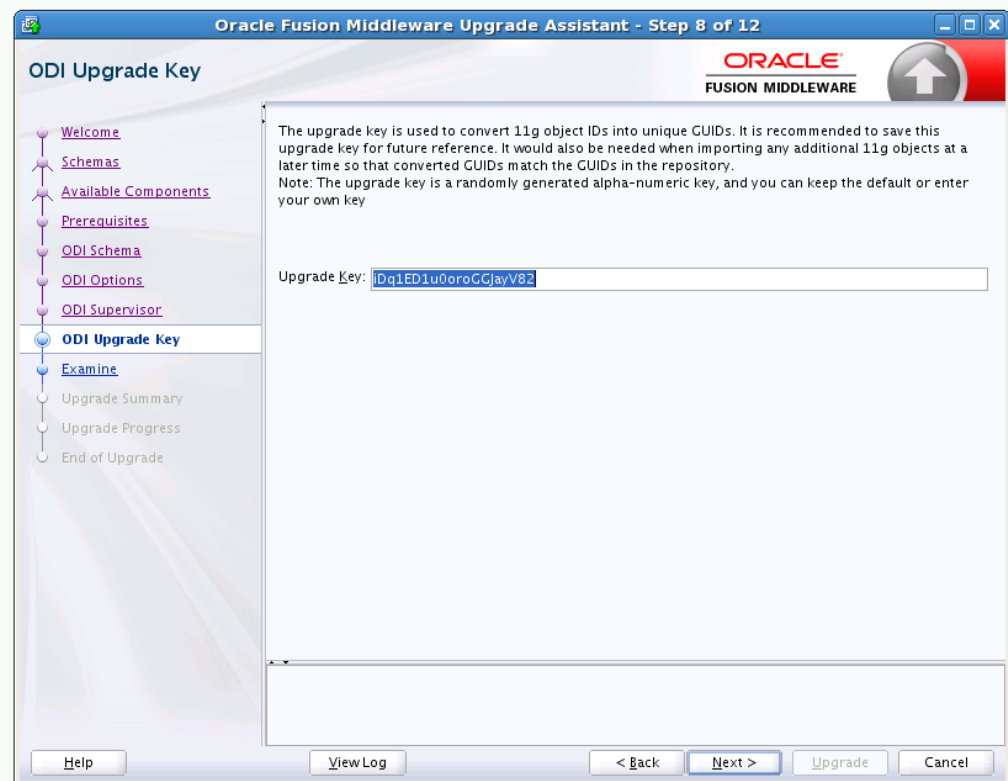 Oracle Fusion Middleware Upgrade Assistant - Step 8 of 12
ODI Upgrade Key
ORACLE
FUSION MIDDLEWARE
Welcome
Schemas
Available Components
Prerequisites
ODI Schema
ODI Options
ODI Supervisor
ODI Upgrade Key
Examine
Upgrade Summary
Upgrade Progress
End of Upgrade
The upgrade key is used to convert 11g object IDs into unique GUIDs. It is recommended to save this
upgrade key for future reference. It would also be needed when importing any additional 11g objects at a
later time so that converted GUIDs match the GUIDs in the repository.
Note: The upgrade key is a randomly generated alpha-numeric key, and you can keep the default or enter
your own key
Upgrade Key: iDq1ED1u0oroGGJayV82
Help
View Log
< Back
Next >
Upgrade
Cancel